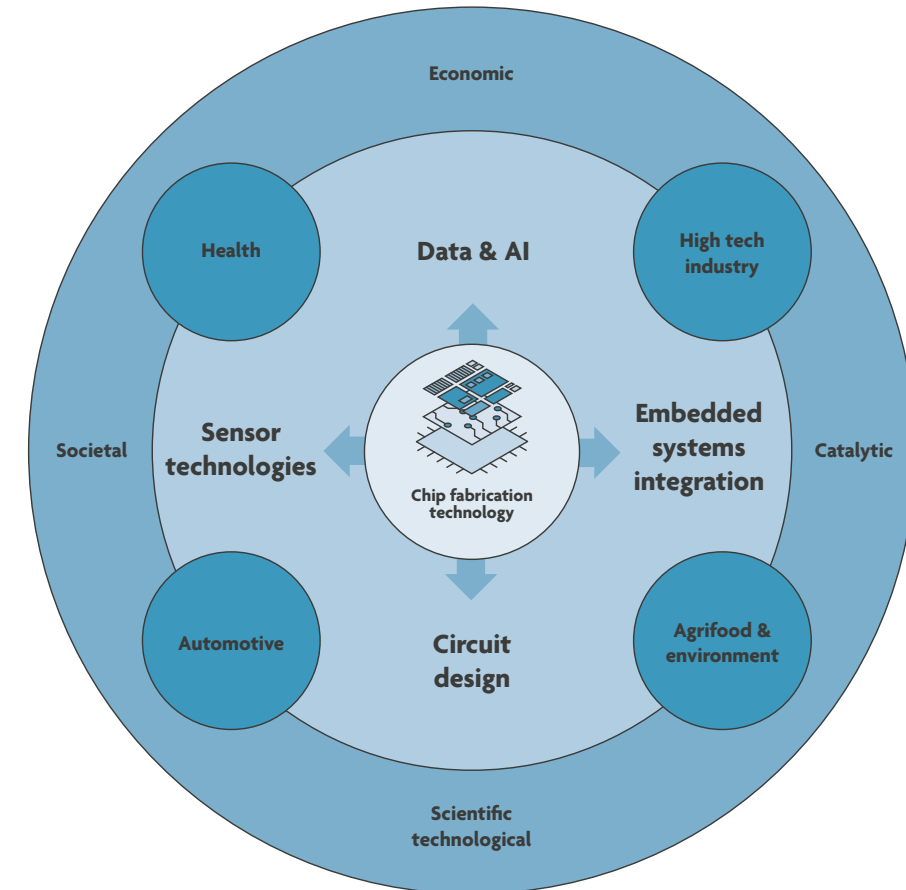 Economic
Health
Data & AI
High tech
industry
Societal
Sensor
technologies
Chip fabrication
technology
Embedded
systems
integration
Catalytic
Automotive
Circuit
design
Agrifood &
environment
Scientific
technological